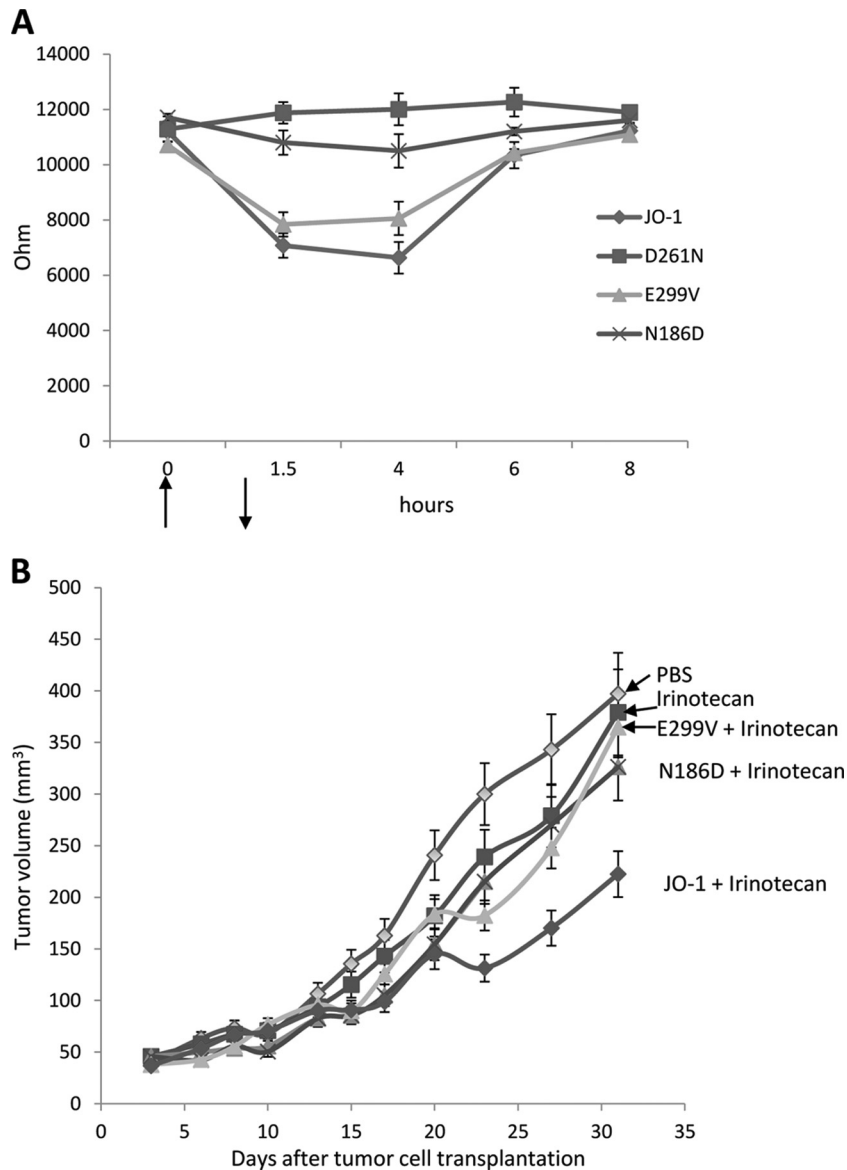 A
14000
12000
10000
8000
6000
4000
2000
0
Ohm
JO-1
D261N
E299V
N186D
0 1.5 4 6 8
hours
B
500
450
400
350
300
250
200
150
100
50
0
Tumor volume (mm³)
PBS
Irinotecan
E299V + Irinotecan
N186D + Irinotecan
JO-1 + Irinotecan
0 5 10 15 20 25 30 35
Days after tumor cell transplantation